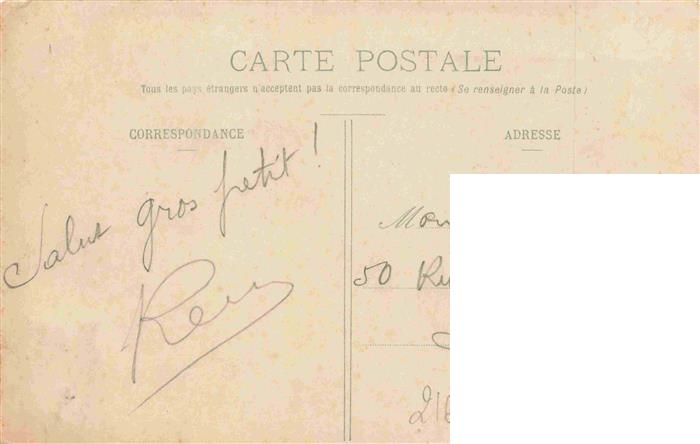 CARTE POSTALE
Tous les pays étrangers n'acceptent pas la correspondance au recto (Se renseigner à la Poste)
CORRESPONDANCE
ADRESSE
Salut gros petit !
50